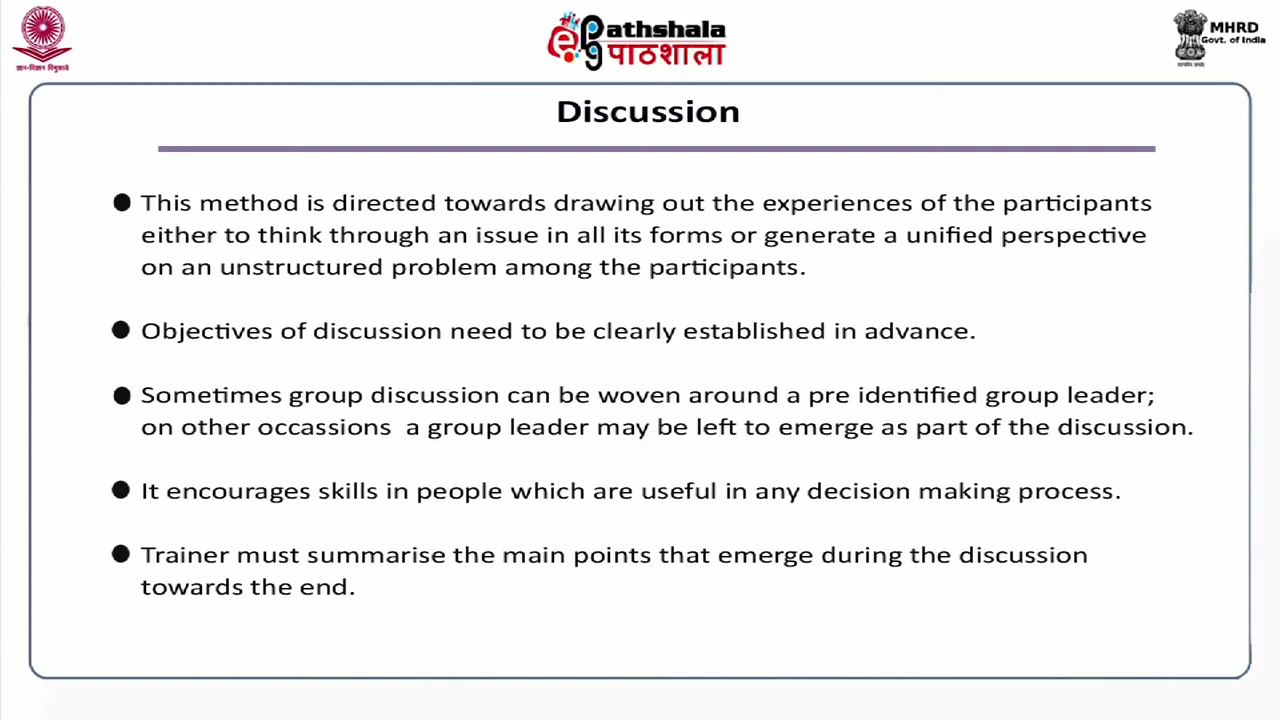 ज्ञान-विज्ञान विमुक्तये
e PG Pathshala
पाठशाला
MHRD
Govt. of India
Discussion
● This method is directed towards drawing out the experiences of the participants
either to think through an issue in all its forms or generate a unified perspective
on an unstructured problem among the participants.
● Objectives of discussion need to be clearly established in advance.
● Sometimes group discussion can be woven around a pre identified group leader;
on other occassions a group leader may be left to emerge as part of the discussion.
● It encourages skills in people which are useful in any decision making process.
● Trainer must summarise the main points that emerge during the discussion
towards the end.